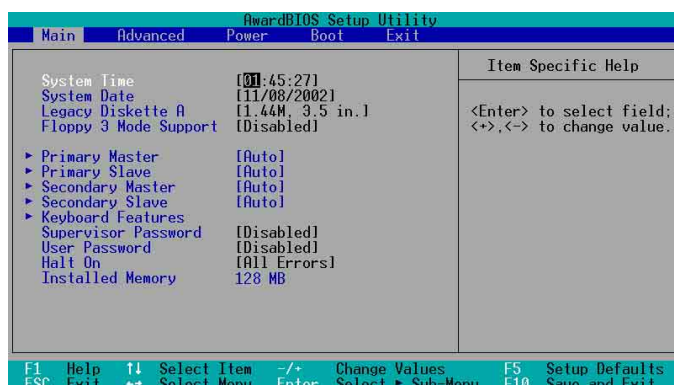 AwardBIOS Setup Utility
Main Advanced Power Boot Exit
Item Specific Help
System Time [01:45:27]
System Date [11/08/2002]
Legacy Diskette A [1.44M, 3.5 in.]
Floppy 3 Mode Support [Disabled]
<Enter> to select field;
<+>,<-> to change value.
▶ Primary Master [Auto]
▶ Primary Slave [Auto]
▶ Secondary Master [Auto]
▶ Secondary Slave [Auto]
▶ Keyboard Features
Supervisor Password [Disabled]
User Password [Disabled]
Halt On [All Errors]
Installed Memory 128 MB
F1 Help ↑↓ Select Item -/+ Change Values F5 Setup Defaults
ESC Exit ←→ Select Menu Enter Select ▶ Sub-Menu F10 Save and Exit